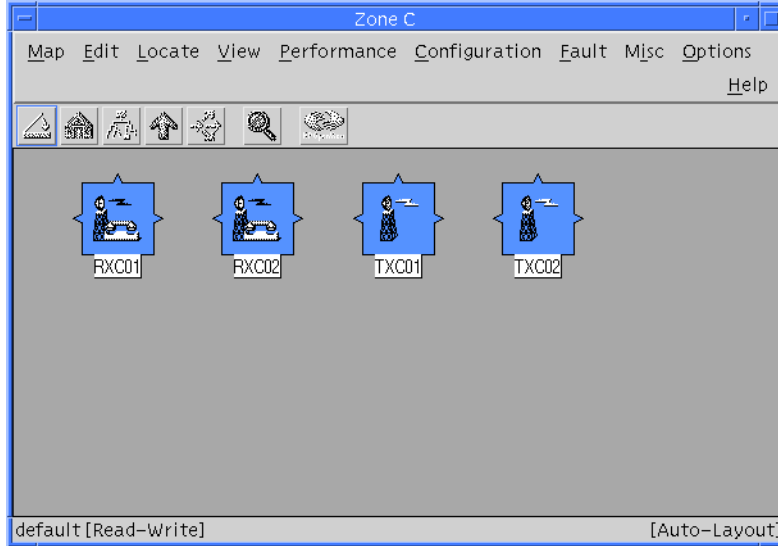 Zone C
Map Edit Locate View Performance Configuration Fault Misc Options
Help
RXC01 RXC02 TXC01 TXC02
default [Read-Write] [Auto-Layout]